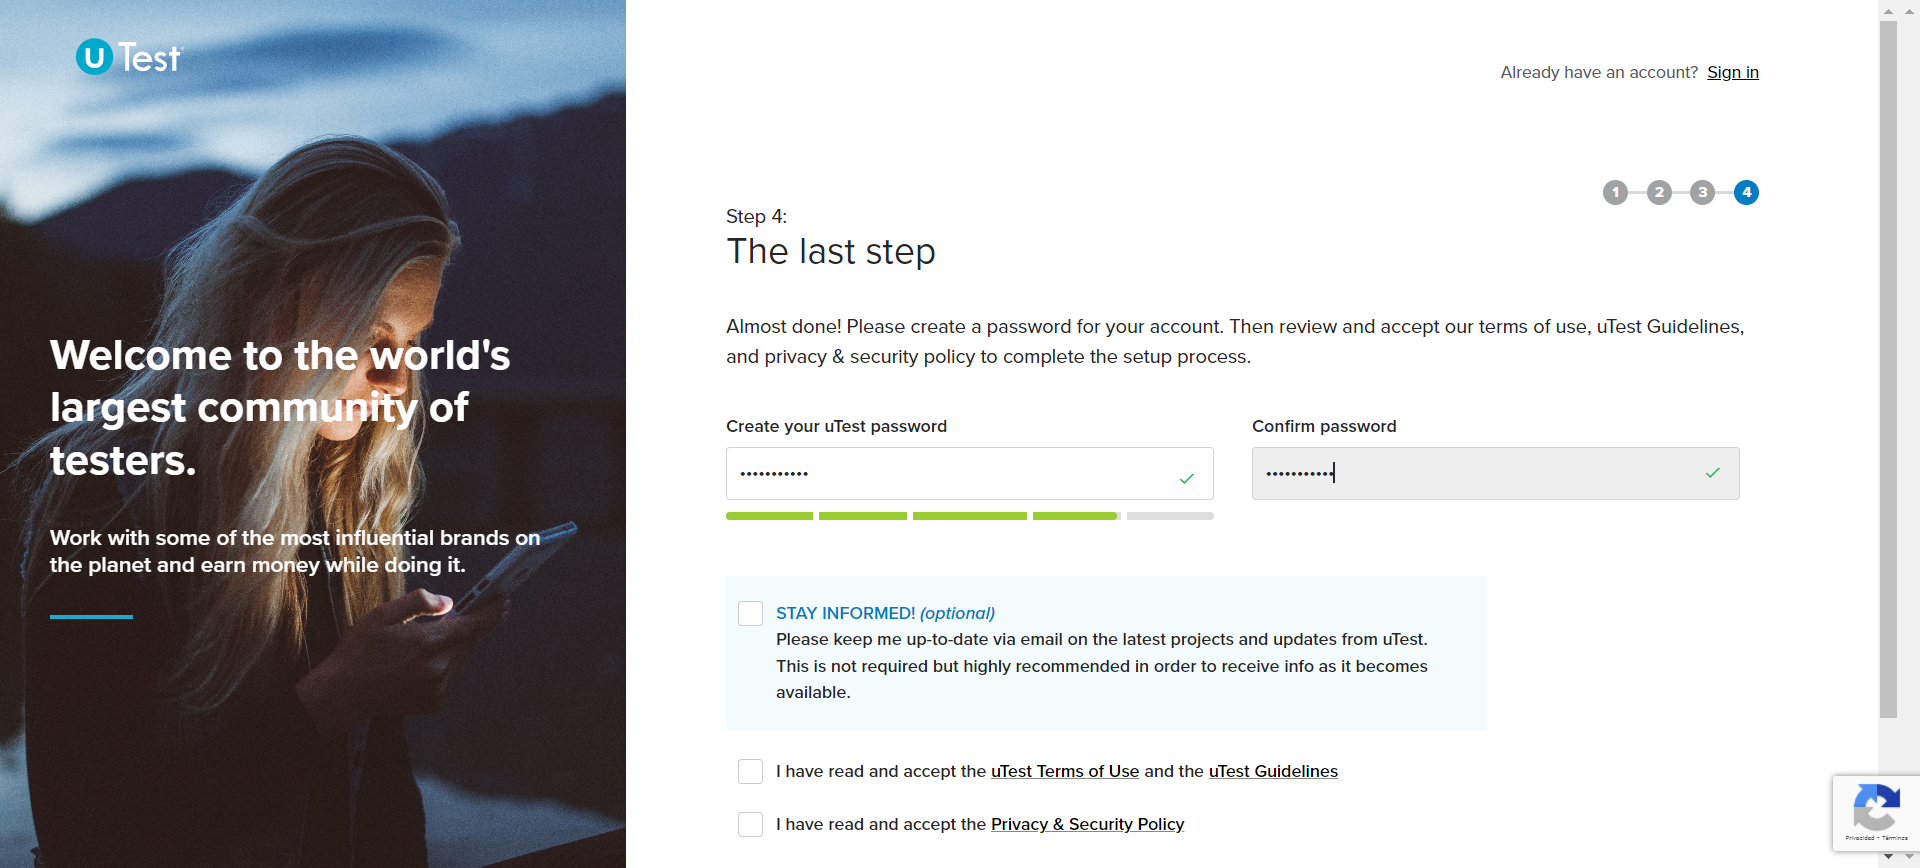 U Test
Welcome to the world's
largest community of
testers.
Work with some of the most influential brands on
the planet and earn money while doing it.
Already have an account? Sign in
1 2 3 4
Step 4:
The last step
Almost done! Please create a password for your account. Then review and accept our terms of use, uTest Guidelines,
and privacy & security policy to complete the setup process.
Create your uTest password
Confirm password
STAY INFORMED! (optional)
Please keep me up-to-date via email on the latest projects and updates from uTest.
This is not required but highly recommended in order to receive info as it becomes
available.
I have read and accept the uTest Terms of Use and the uTest Guidelines
I have read and accept the Privacy & Security Policy
Privacidad - Términos